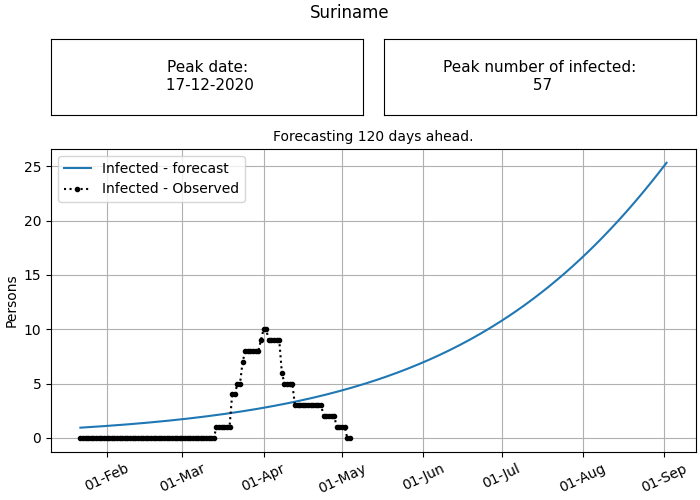 Suriname
Peak date:
17-12-2020
Peak number of infected:
57
Forecasting 120 days ahead.
Infected - forecast
Infected - Observed
Persons
25
20
15
10
5
0
01-Feb
01-Mar
01-Apr
01-May
01-Jun
01-Jul
01-Aug
01-Sep